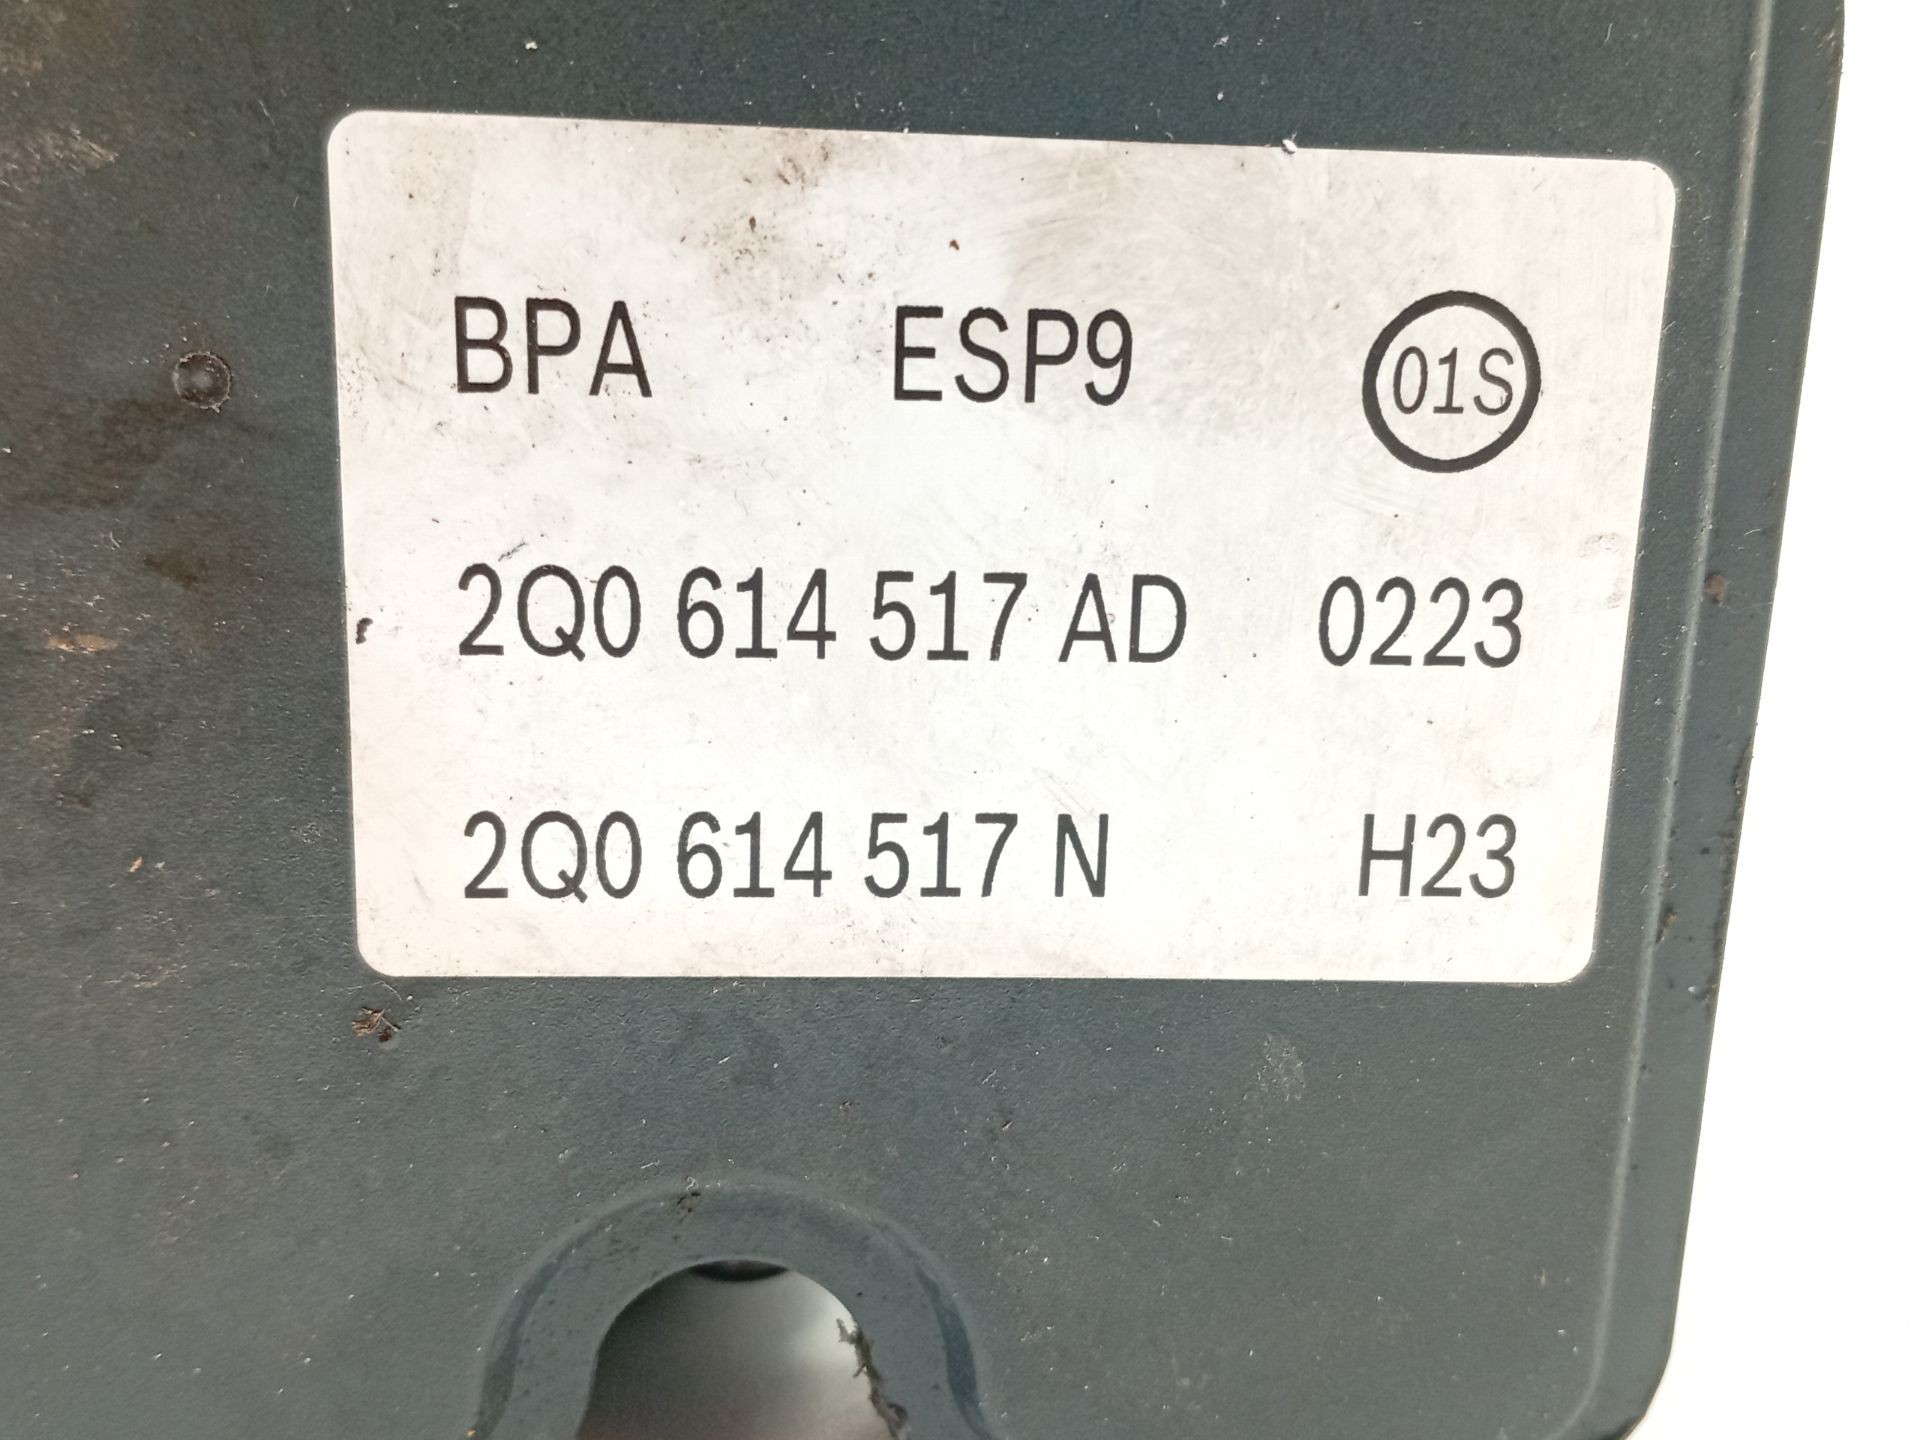 BPA ESP9 01S
2Q0 614 517 AD 0223
2Q0 614 517 N H23